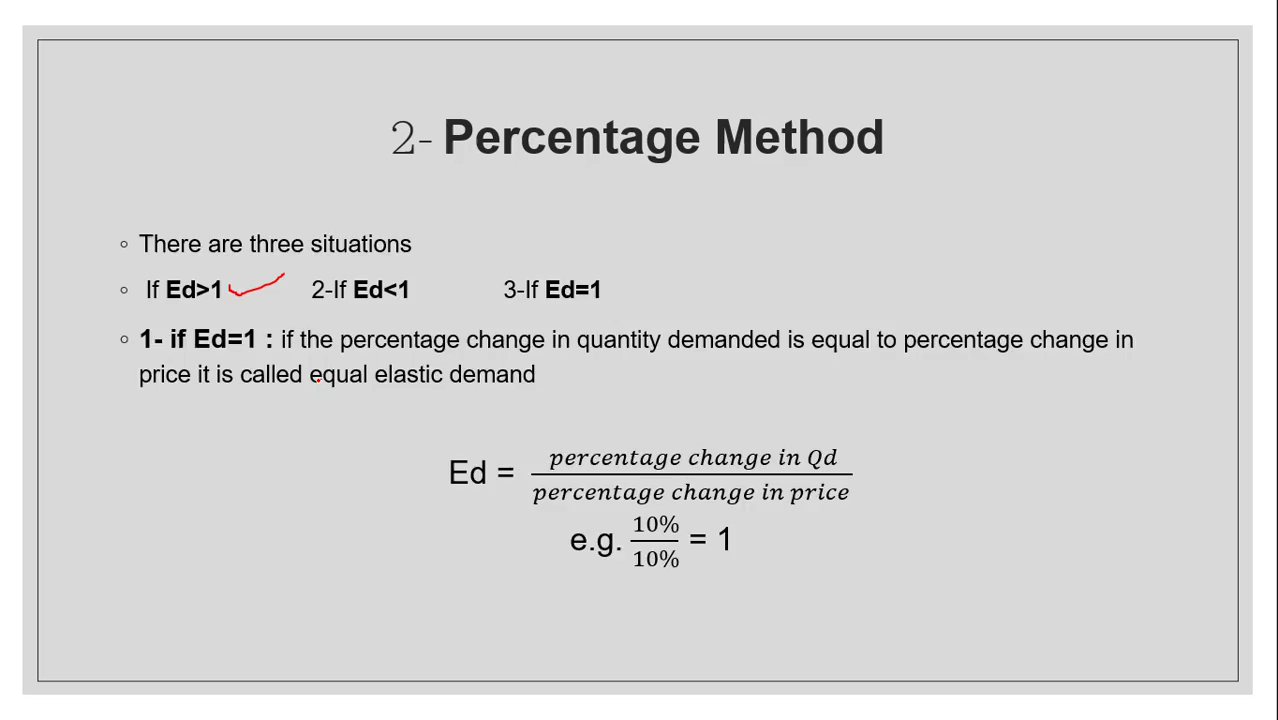 2- Percentage Method
◦ There are three situations
◦ If Ed>1 2-If Ed<1 3-If Ed=1
◦ 1- if Ed=1 : if the percentage change in quantity demanded is equal to percentage change in
price it is called equal elastic demand
Ed = percentage change in Qd / percentage change in price
e.g. 10% / 10% = 1